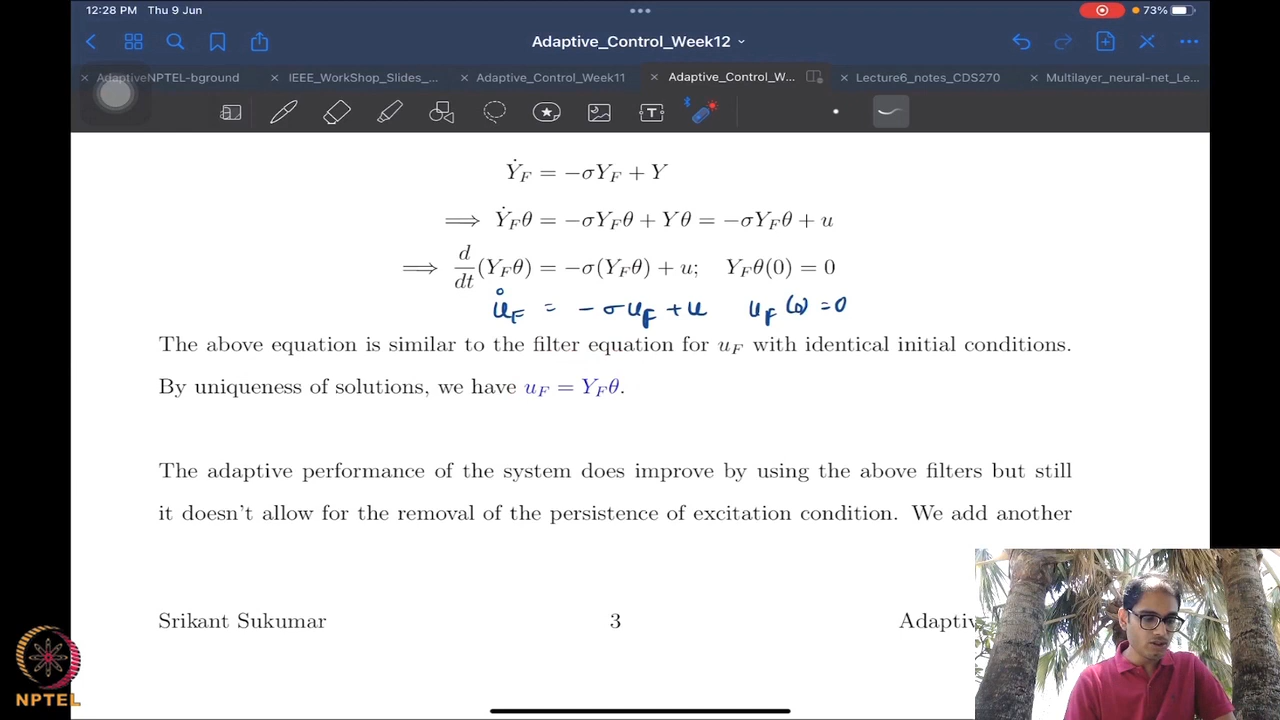 12:28 PM Thu 9 Jun
73%
Adaptive_Control_Week12
AdaptiveNPTEL-bground
IEEE_WorkShop_Slides_...
Adaptive_Control_Week11
Adaptive_Control_W...
Lecture6_notes_CDS270
Multilayer_neural-net_Le...
Ẏ_F = −σY_F + Y
⟹ Ẏ_Fθ = −σY_Fθ + Yθ = −σY_Fθ + u
⟹ d/dt (Y_Fθ) = −σ(Y_Fθ) + u; Y_Fθ(0) = 0
u̇_F = −σu_F + u u_F(0) = 0
The above equation is similar to the filter equation for u_F with identical initial conditions.
By uniqueness of solutions, we have u_F = Y_Fθ.
The adaptive performance of the system does improve by using the above filters but still
it doesn't allow for the removal of the persistence of excitation condition. We add another
Srikant Sukumar
3
Adaptiv
NPTEL